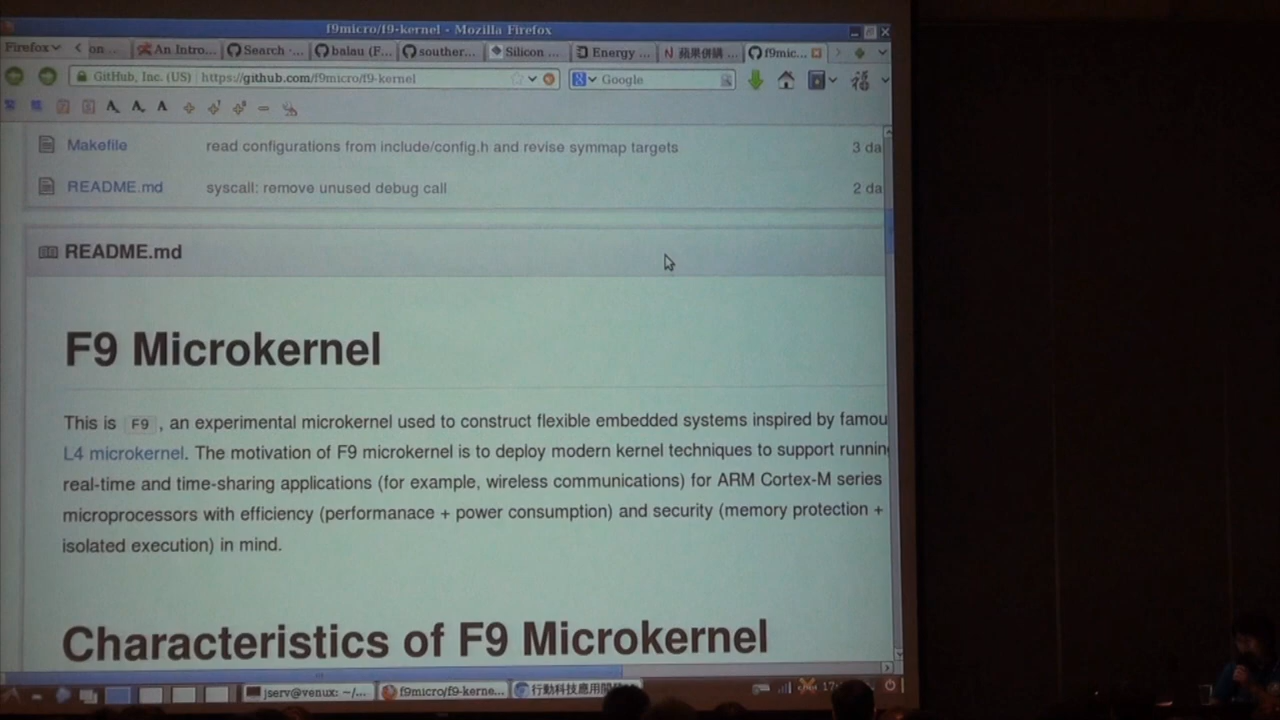 f9micro/f9-kernel - Mozilla Firefox
Firefox on ... An Intro... Search ·... balau (F... souther... Silicon ... Energy ... 蘋果併購 ... f9mic...
GitHub, Inc. (US) https://github.com/f9micro/f9-kernel Google
Makefile read configurations from include/config.h and revise symmap targets 3 da
README.md syscall: remove unused debug call 2 da
README.md
F9 Microkernel
This is F9 , an experimental microkernel used to construct flexible embedded systems inspired by famou
L4 microkernel. The motivation of F9 microkernel is to deploy modern kernel techniques to support running
real-time and time-sharing applications (for example, wireless communications) for ARM Cortex-M series
microprocessors with efficiency (performanace + power consumption) and security (memory protection +
isolated execution) in mind.
Characteristics of F9 Microkernel
jserv@venux: ~/... f9micro/f9-kerne... 行動科技應用開 17: